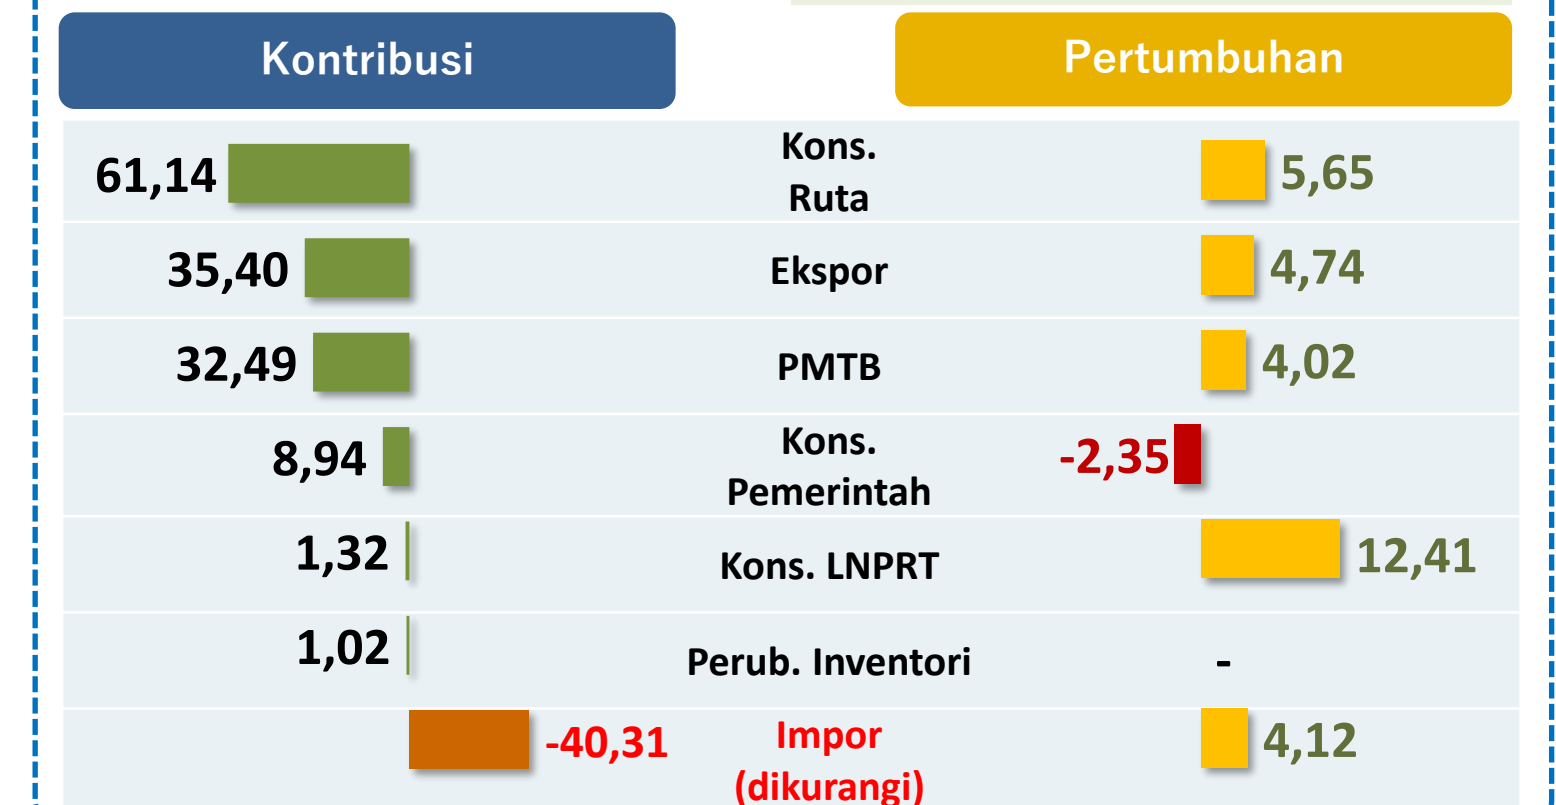 Kontribusi
Pertumbuhan
61,14
Kons.
Ruta
5,65
35,40
Ekspor
4,74
32,49
PMTB
4,02
8,94
Kons.
Pemerintah
-2,35
1,32
Kons. LNPRT
12,41
1,02
Perub. Inventori
-
-40,31
Impor
(dikurangi)
4,12